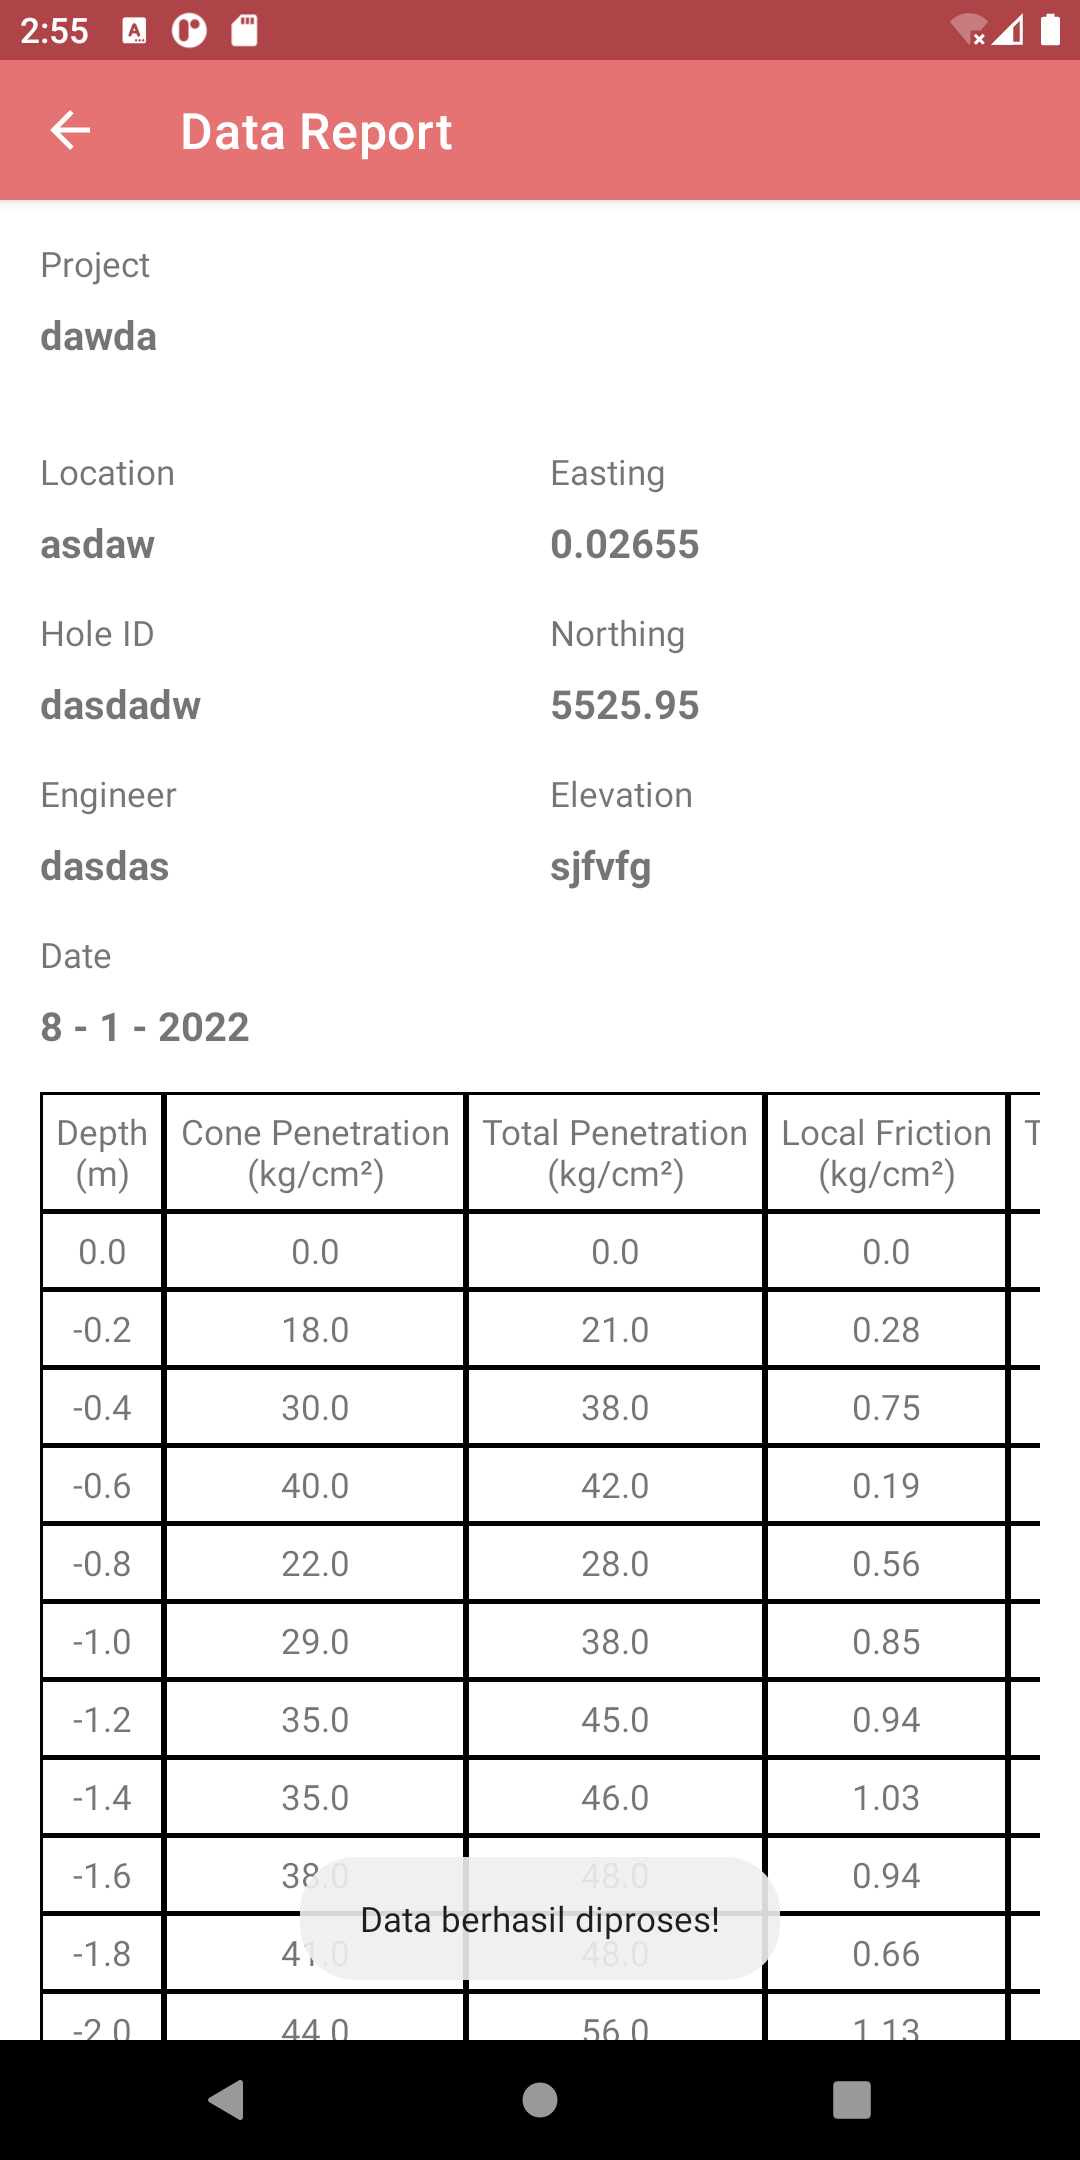 2:55
Data Report
Project
dawda
Location Easting
asdaw 0.02655
Hole ID Northing
dasdadw 5525.95
Engineer Elevation
dasdas sjfvfg
Date
8 - 1 - 2022
Depth Cone Penetration Total Penetration Local Friction T
(m) (kg/cm²) (kg/cm²) (kg/cm²)
0.0 0.0 0.0 0.0
-0.2 18.0 21.0 0.28
-0.4 30.0 38.0 0.75
-0.6 40.0 42.0 0.19
-0.8 22.0 28.0 0.56
-1.0 29.0 38.0 0.85
-1.2 35.0 45.0 0.94
-1.4 35.0 46.0 1.03
-1.6 38.0 48.0 0.94
Data berhasil diproses!
-1.8 41.0 48.0 0.66
-2.0 44.0 56.0 1.13